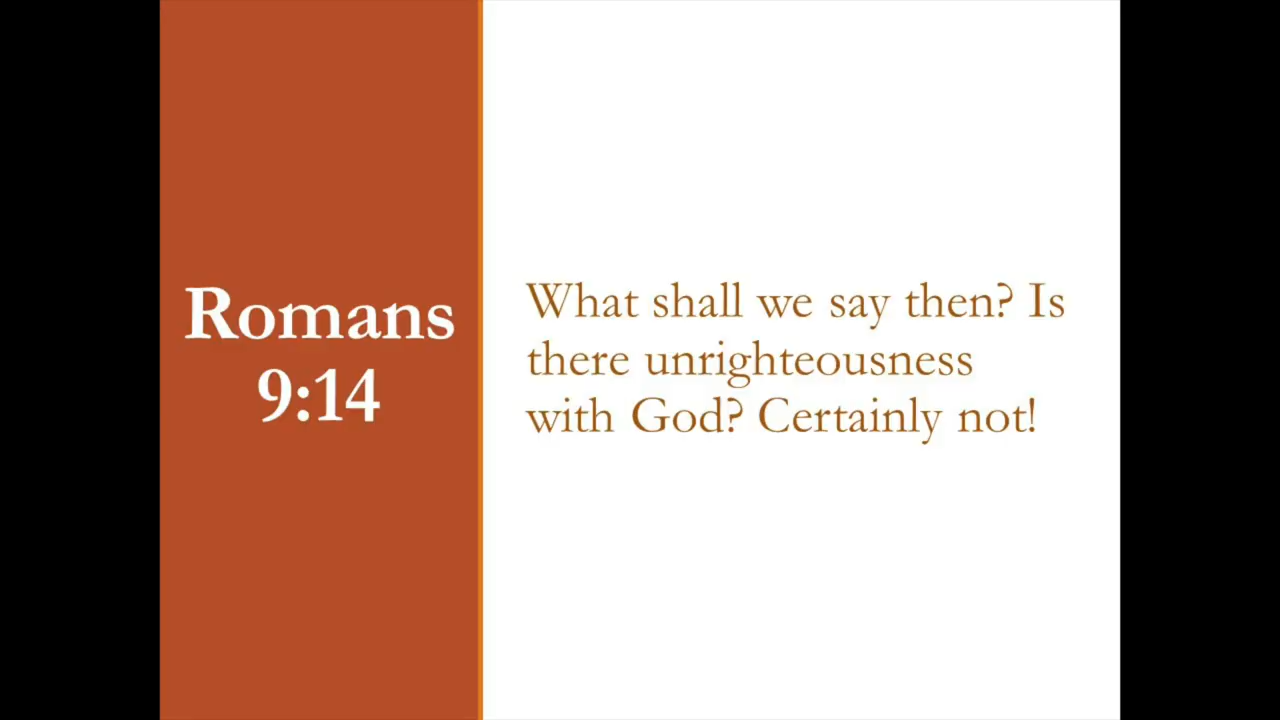 Romans
9:14
What shall we say then? Is
there unrighteousness
with God? Certainly not!